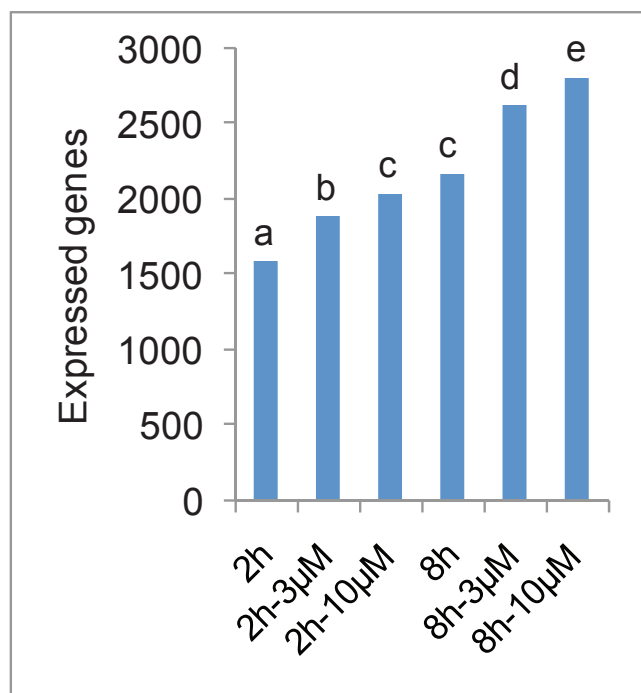 Expressed genes
3000
2500
2000
1500
1000
500
0
a
b
c
c
d
e
2h
2h-3µM
2h-10µM
8h
8h-3µM
8h-10µM